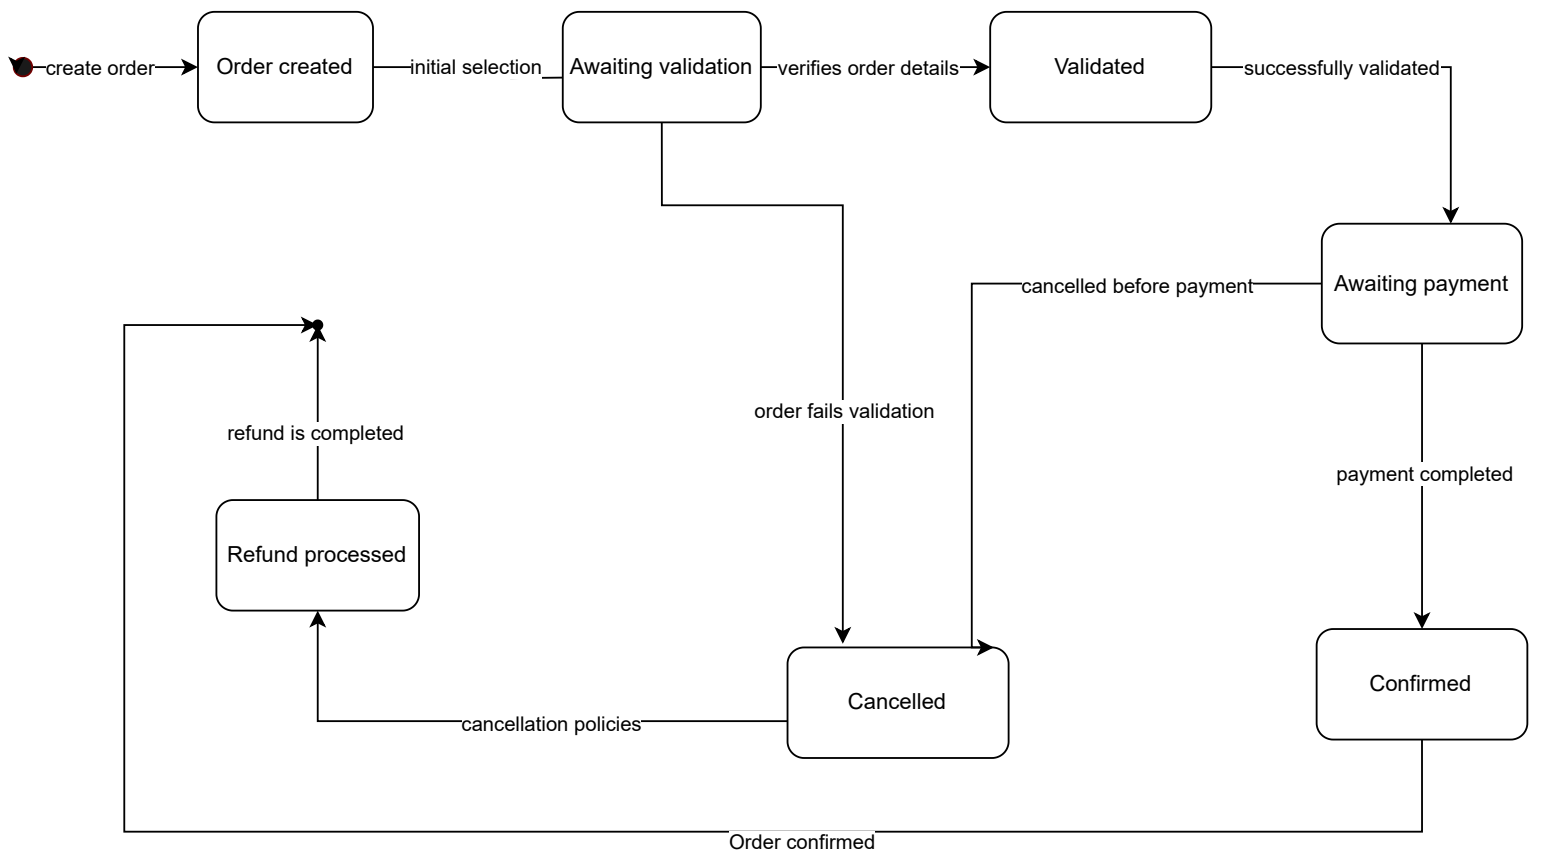 create order
Order created
initial selection
Awaiting validation
verifies order details
Validated
successfully validated
cancelled before payment
Awaiting payment
order fails validation
refund is completed
payment completed
Refund processed
Confirmed
Cancelled
cancellation policies
Order confirmed